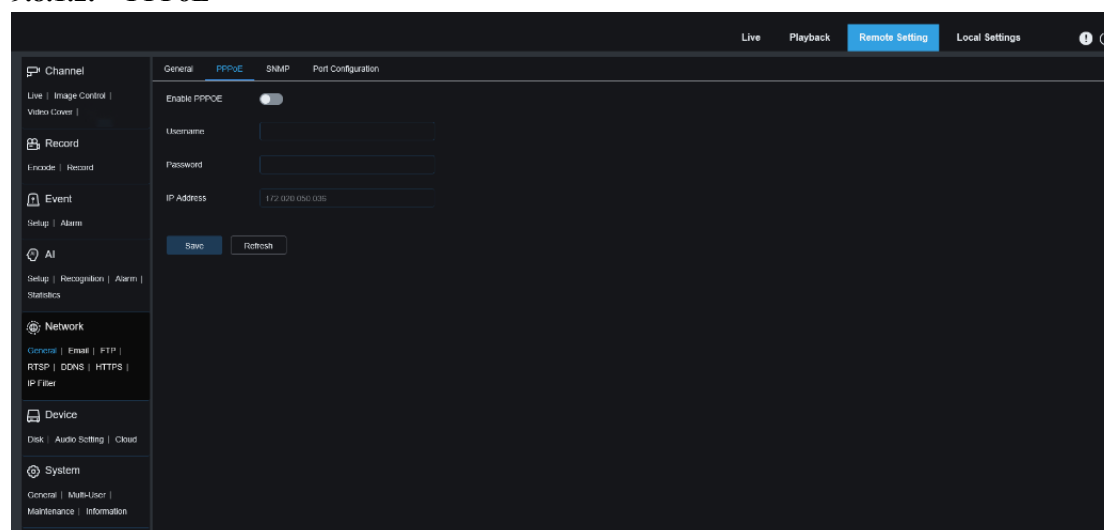 PPPoE
Live Playback Remote Setting Local Settings
Channel
Live | Image Control |
Video Cover |
Record
Encode | Record
Event
Setup | Alarm
AI
Setup | Recognition | Alarm |
Statistics
Network
General | Email | FTP |
RTSP | DDNS | HTTPS |
IP Filter
Device
Disk | Audio Setting | Cloud
System
General | Multi-User |
Maintenance | Information
General PPPoE SNMP Port Configuration
Enable PPPOE
Username
Password
IP Address 172.020.050.036
Save Refresh